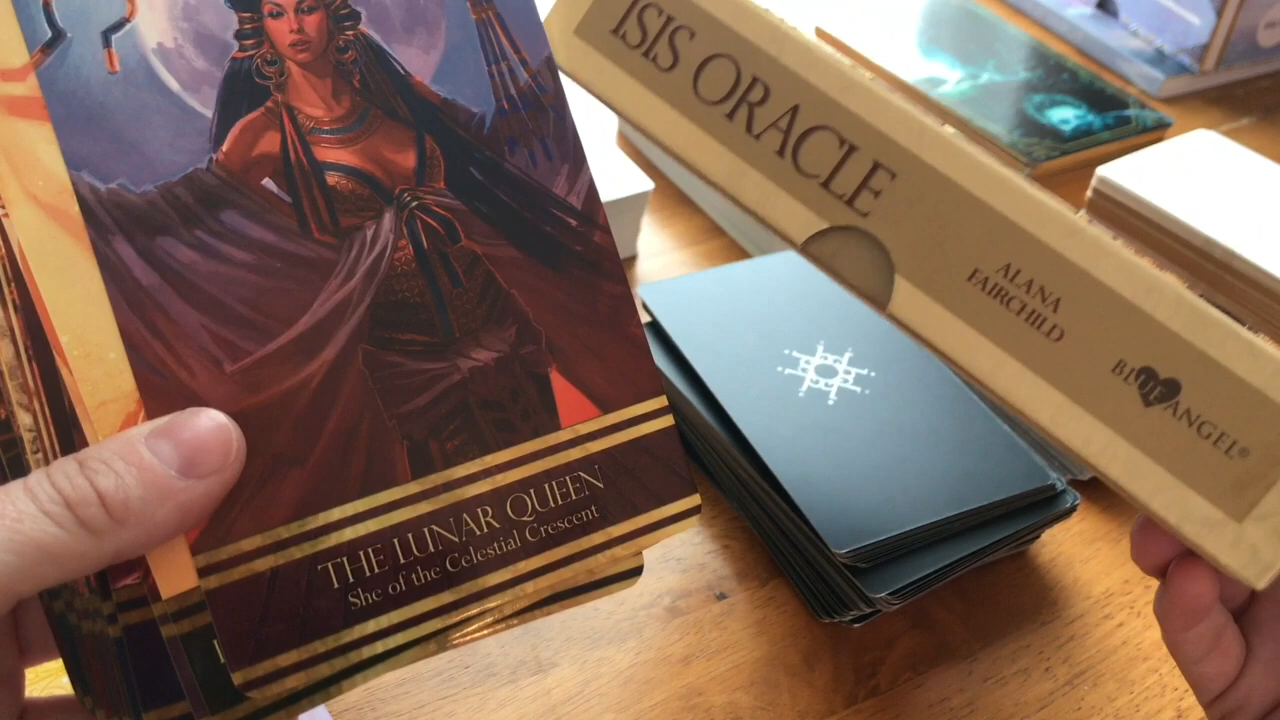 ISIS ORACLE
ALANA
FAIRCHILD
BLUE ANGEL®
THE LUNAR QUEEN
She of the Celestial Crescent